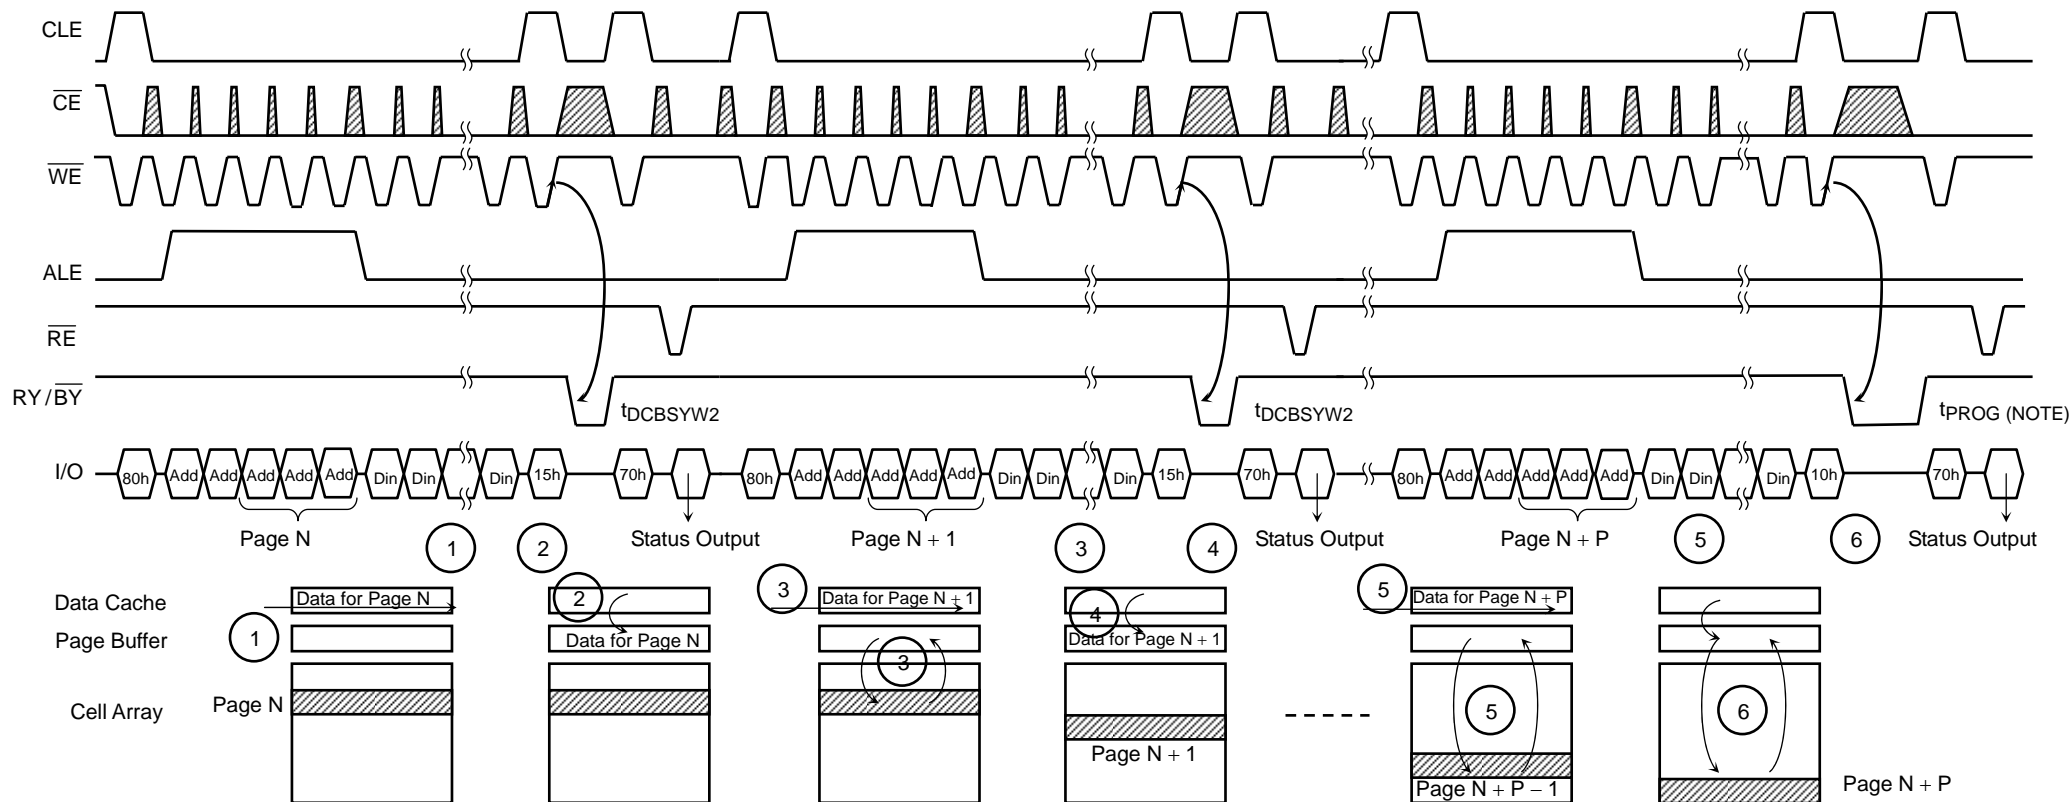 CLE
CE
WE
ALE
RE
RY/BY
tDCBSYW2 tDCBSYW2 tPROG (NOTE)
I/O 80h Add Add Add Add Add Din Din Din 15h 70h 80h Add Add Add Add Add Din Din Din 15h 70h 80h Add Add Add Add Add Din Din Din 10h 70h
Page N 1 2 Status Output Page N + 1 3 4 Status Output Page N + P 5 6 Status Output
Data Cache Data for Page N 2 3 Data for Page N + 1 4 5 Data for Page N + P
Page Buffer 1 Data for Page N 3 Data for Page N + 1
Cell Array Page N 5 6
Page N + 1
Page N + P − 1 Page N + P